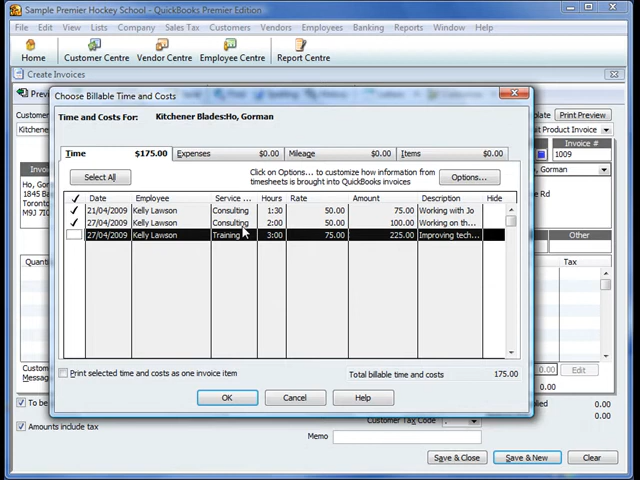 Sample Premier Hockey School - QuickBooks Premier Edition
File Edit View Lists Company Sales Tax Customers Vendors Employees Banking Reports Window Help
Home Customer Centre Vendor Centre Employee Centre Report Centre
Create Invoices
Choose Billable Time and Costs
Print Preview
Time and Costs For: Kitchener Blades:Ho, Gorman
Invoice #
1009
Time $175.00 Expenses $0.00 Mileage $0.00 Items $0.00
Select All
Click on Options... to customize how information from
timesheets is brought into QuickBooks invoices
Options...
✓ Date Employee Service ... Hours Rate Amount Description Hide
✓ 21/04/2009 Kelly Lawson Consulting 1:30 50.00 75.00 Working with Jo
✓ 27/04/2009 Kelly Lawson Consulting 2:00 50.00 100.00 Working on th...
27/04/2009 Kelly Lawson Training 3:00 75.00 225.00 Improving tech...
Other
Tax
Print selected time and costs as one invoice item
Total billable time and costs 175.00
OK Cancel Help
Edit
0.00
0.00
Amounts include tax
Customer Tax Code
Memo
Save & Close Save & New Clear